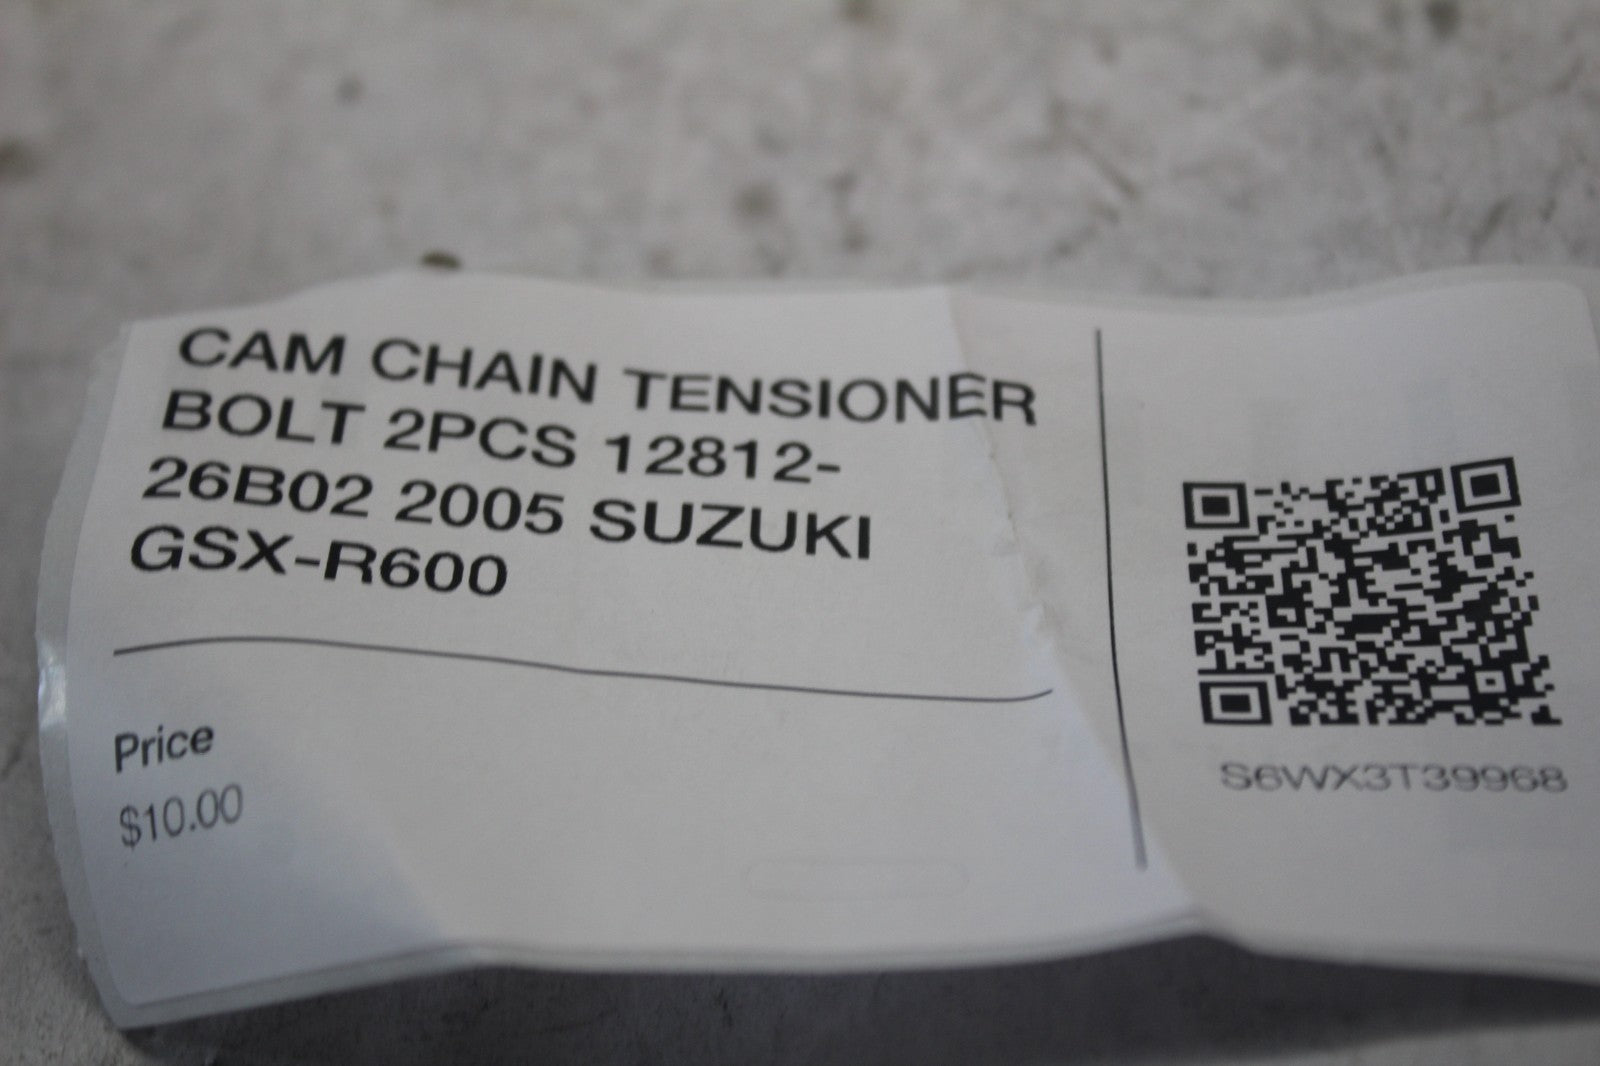 CAM CHAIN TENSIONER
BOLT 2PCS 12812-
26B02 2005 SUZUKI
GSX-R600
Price
$10.00
S6WX3T39968